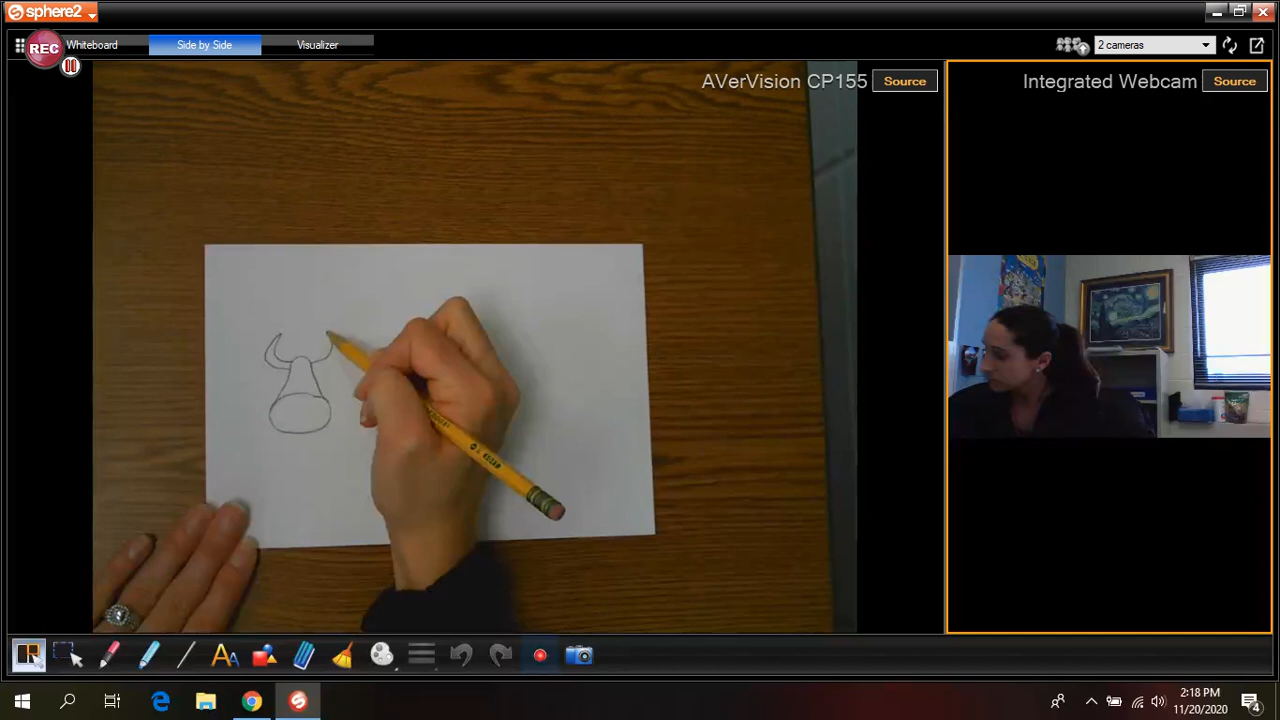 sphere2
REC
Whiteboard
Side by Side
Visualizer
2 cameras
AVerVision CP155
Source
Integrated Webcam
Source
2:18 PM
11/20/2020
4